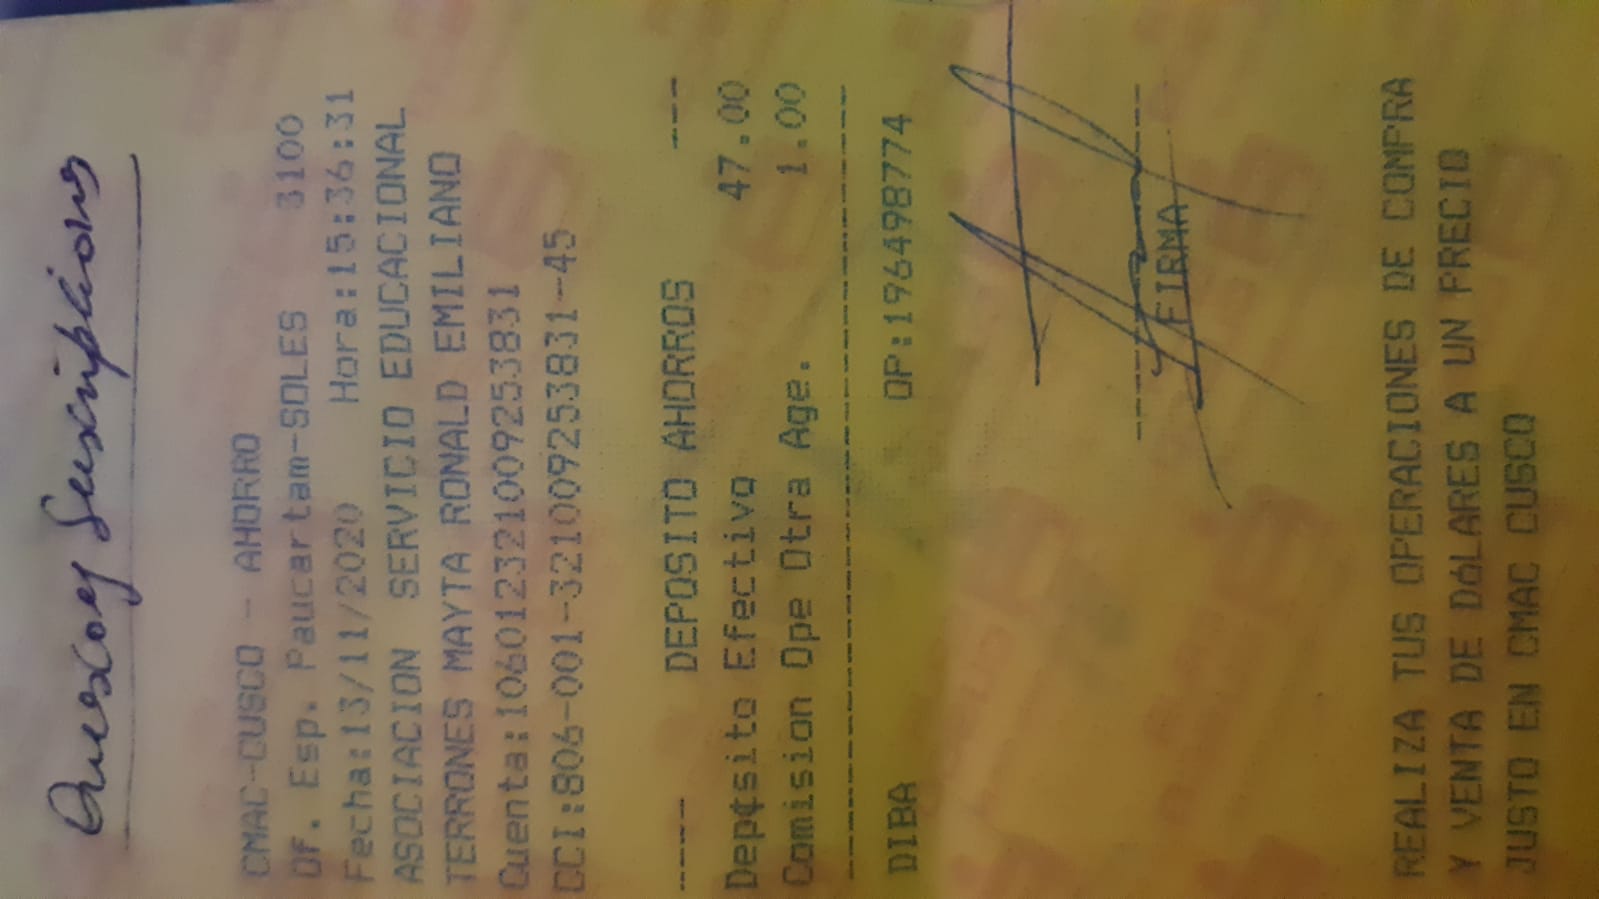 CMAC-CUSCO - AHORRO
Of. Esp. Paucartam-SOLES 3100
Fecha:13/11/2020 Hora:15:36:31
ASOCIACION SERVICIO EDUCACIONAL
TERRONES MAYTA RONALD EMILIANO
Cuenta:106012321009253831
CCI:806-001-321009253831-45
---- DEPOSITO AHORROS ---
Dep¢sito Efectivo 47.00
Comision Ope Otra Age. 1.00
DIBA OP:196498774
FIRMA
REALIZA TUS OPERACIONES DE COMPRA
Y VENTA DE DóLARES A UN PRECIO
JUSTO EN CMAC CUSCO